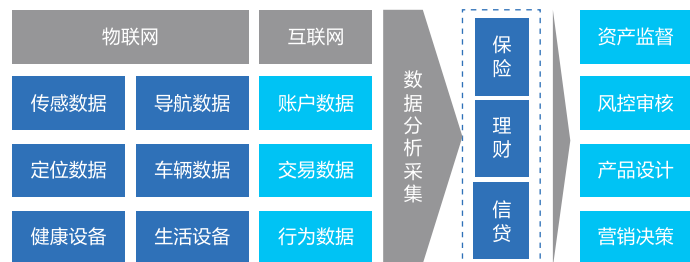 物联网
互联网
传感数据
导航数据
账户数据
定位数据
车辆数据
交易数据
健康设备
生活设备
行为数据
数据分析采集
保险
理财
信贷
资产监督
风控审核
产品设计
营销决策